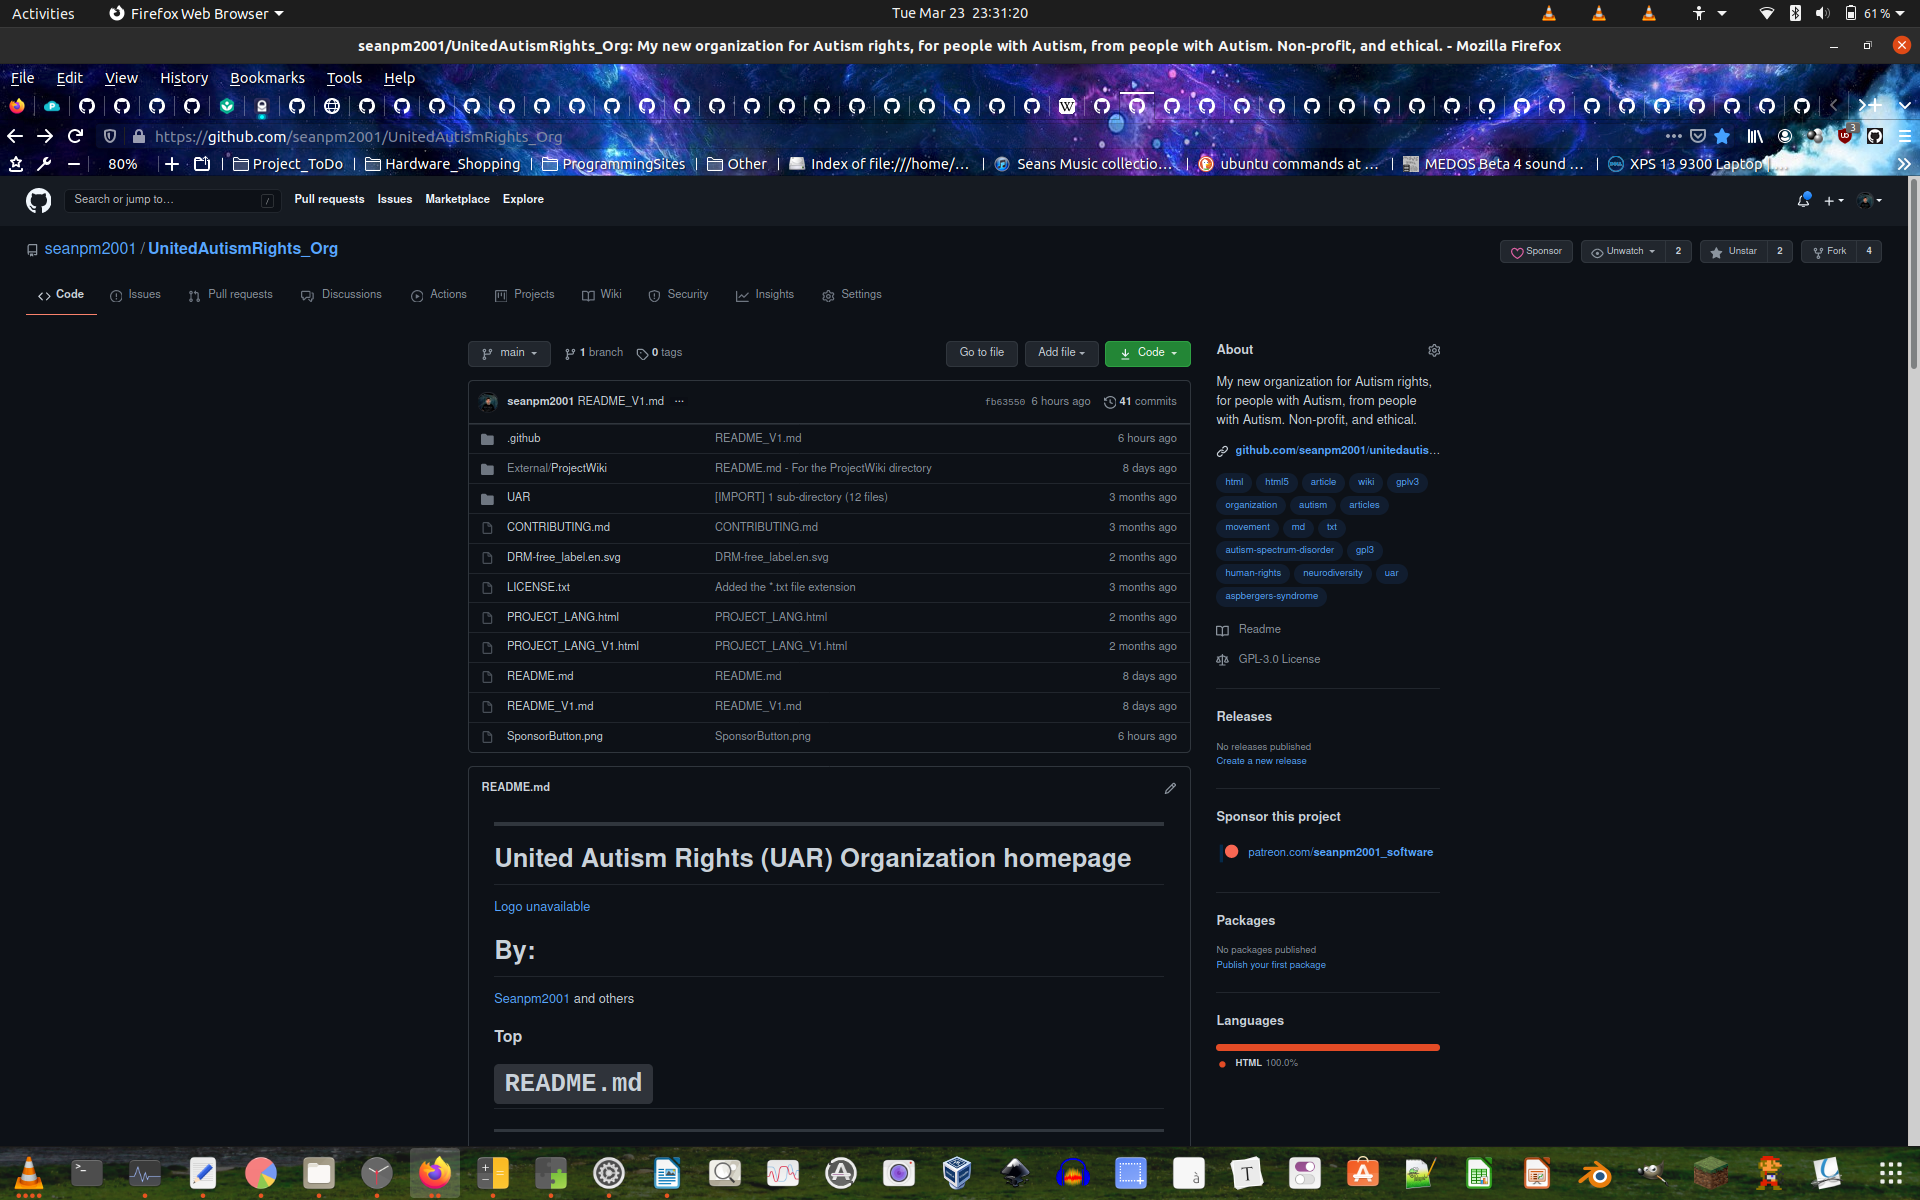 Activities Firefox Web Browser Tue Mar 23 23:31:20 61 %
seanpm2001/UnitedAutismRights_Org: My new organization for Autism rights, for people with Autism, from people with Autism. Non-profit, and ethical. - Mozilla Firefox
File Edit View History Bookmarks Tools Help
https://github.com/seanpm2001/UnitedAutismRights_Org 3
80% Project_ToDo Hardware_Shopping ProgrammingSites Other Index of file:///home/... Seans Music collectio... ubuntu commands at ... MEDOS Beta 4 sound ... XPS 13 9300 Laptop
Search or jump to... / Pull requests Issues Marketplace Explore
seanpm2001 / UnitedAutismRights_Org Sponsor Unwatch 2 Unstar 2 Fork 4
Code Issues Pull requests Discussions Actions Projects Wiki Security Insights Settings
main 1 branch 0 tags Go to file Add file Code
seanpm2001 README_V1.md ... fb63550 6 hours ago 41 commits
.github README_V1.md 6 hours ago
External/ProjectWiki README.md - For the ProjectWiki directory 8 days ago
UAR [IMPORT] 1 sub-directory (12 files) 3 months ago
CONTRIBUTING.md CONTRIBUTING.md 3 months ago
DRM-free_label.en.svg DRM-free_label.en.svg 2 months ago
LICENSE.txt Added the *.txt file extension 3 months ago
PROJECT_LANG.html PROJECT_LANG.html 2 months ago
PROJECT_LANG_V1.html PROJECT_LANG_V1.html 2 months ago
README.md README.md 8 days ago
README_V1.md README_V1.md 8 days ago
SponsorButton.png SponsorButton.png 6 hours ago
README.md
United Autism Rights (UAR) Organization homepage
Logo unavailable
By:
Seanpm2001 and others
Top
README.md
About
My new organization for Autism rights,
for people with Autism, from people
with Autism. Non-profit, and ethical.
github.com/seanpm2001/unitedautis...
html html5 article wiki gplv3
organization autism articles
movement md txt
autism-spectrum-disorder gpl3
human-rights neurodiversity uar
aspbergers-syndrome
Readme
GPL-3.0 License
Releases
No releases published
Create a new release
Sponsor this project
patreon.com/seanpm2001_software
Packages
No packages published
Publish your first package
Languages
HTML 100.0%